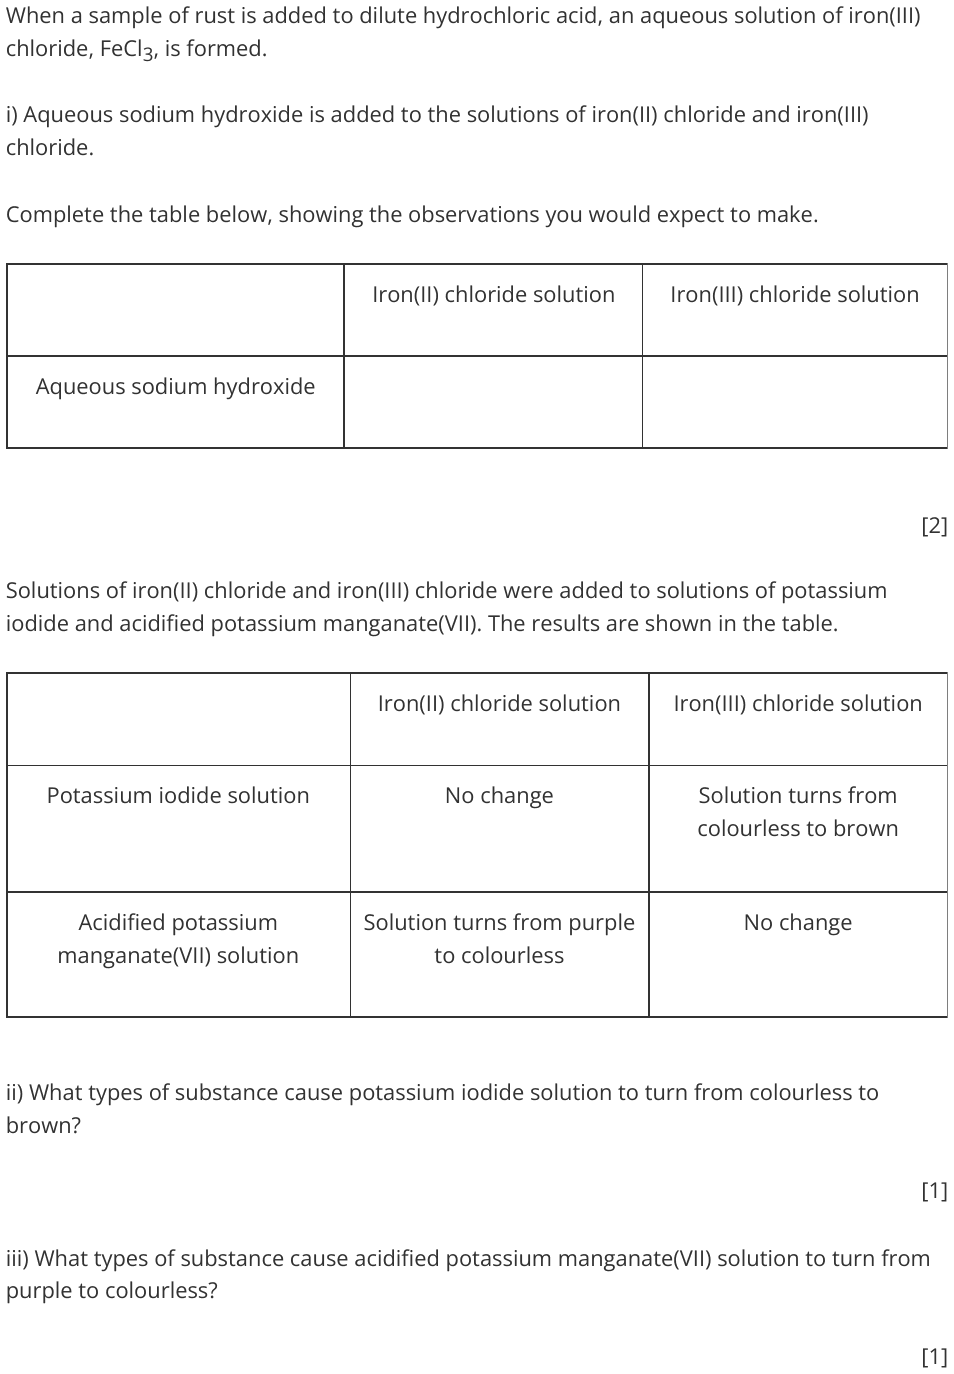 When a sample of rust is added to dilute hydrochloric acid, an aqueous solution of iron(III)
chloride, FeCl₃, is formed.
i) Aqueous sodium hydroxide is added to the solutions of iron(II) chloride and iron(III)
chloride.
Complete the table below, showing the observations you would expect to make.
Iron(II) chloride solution
Iron(III) chloride solution
Aqueous sodium hydroxide
[2]
Solutions of iron(II) chloride and iron(III) chloride were added to solutions of potassium
iodide and acidified potassium manganate(VII). The results are shown in the table.
Iron(II) chloride solution
Iron(III) chloride solution
Potassium iodide solution
No change
Solution turns from
colourless to brown
Acidified potassium
manganate(VII) solution
Solution turns from purple
to colourless
No change
ii) What types of substance cause potassium iodide solution to turn from colourless to
brown?
[1]
iii) What types of substance cause acidified potassium manganate(VII) solution to turn from
purple to colourless?
[1]